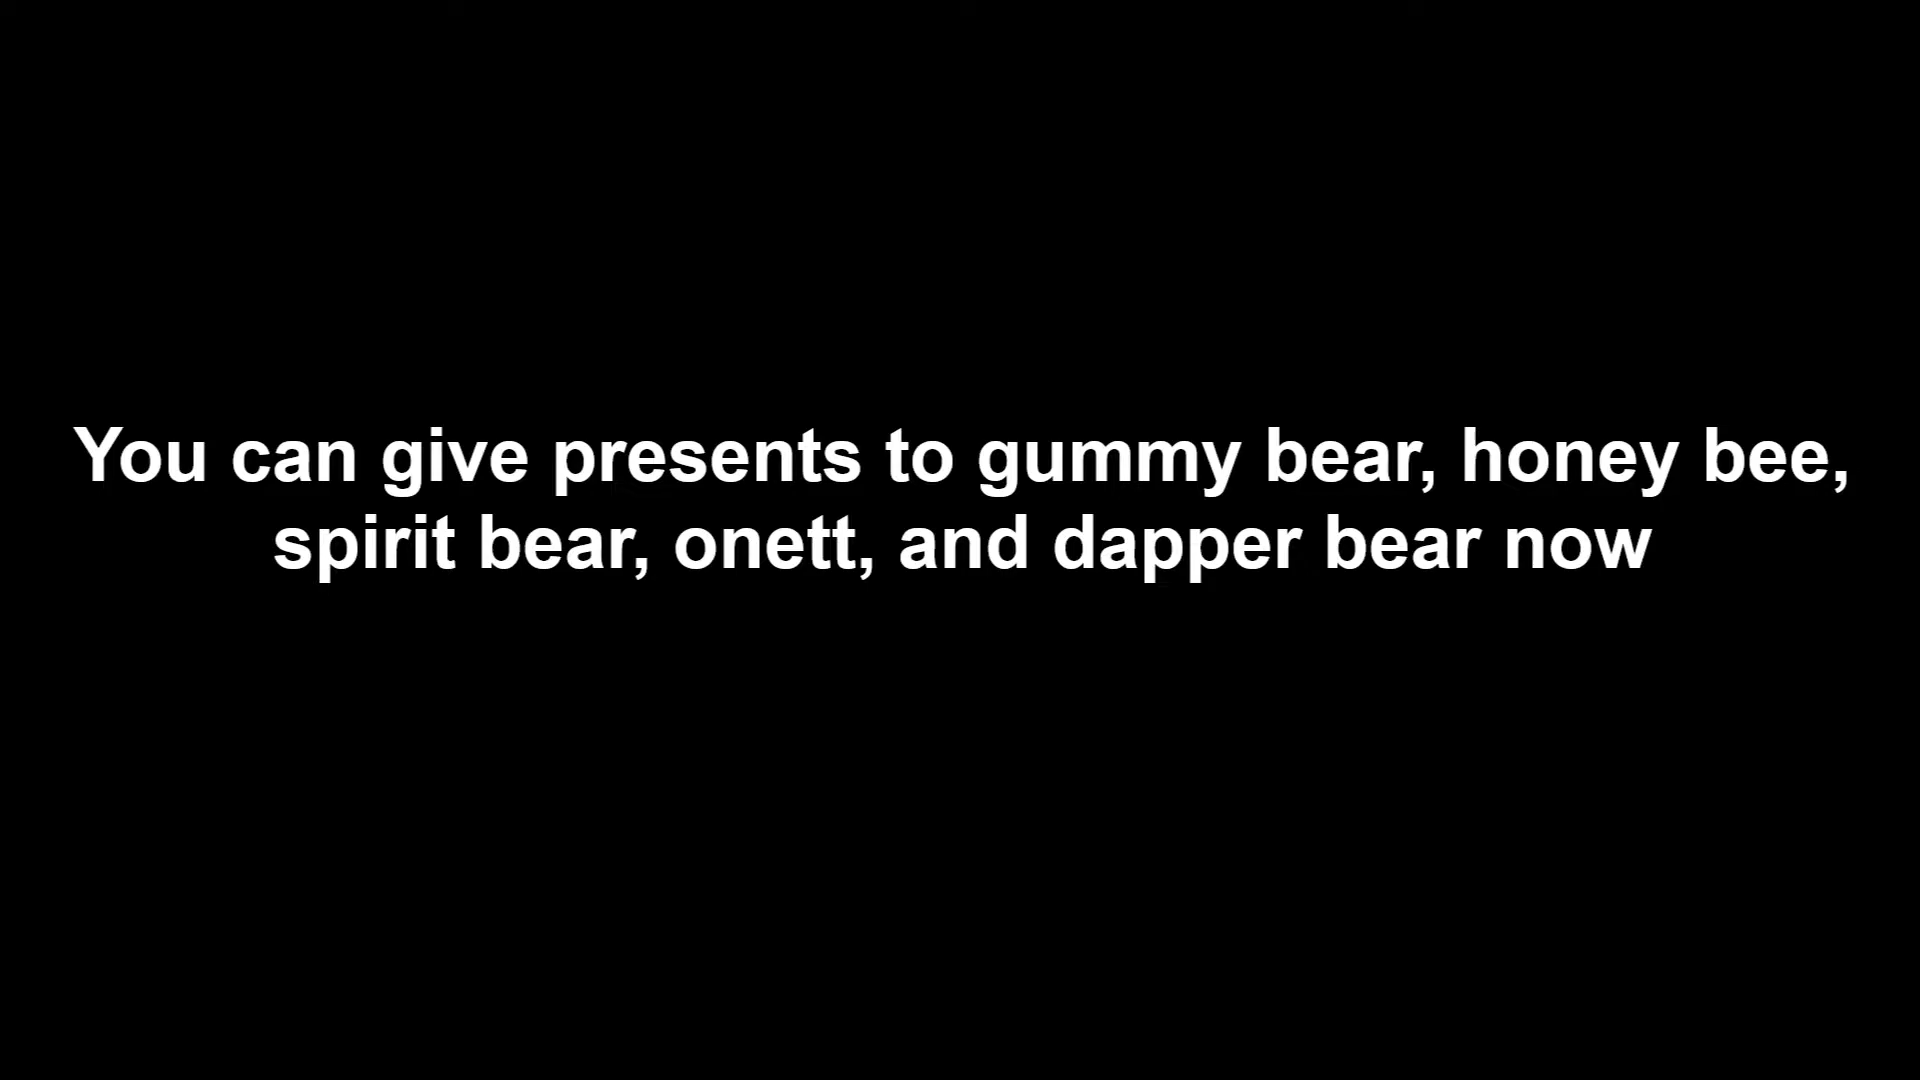 You can give presents to gummy bear, honey bee,
spirit bear, onett, and dapper bear now